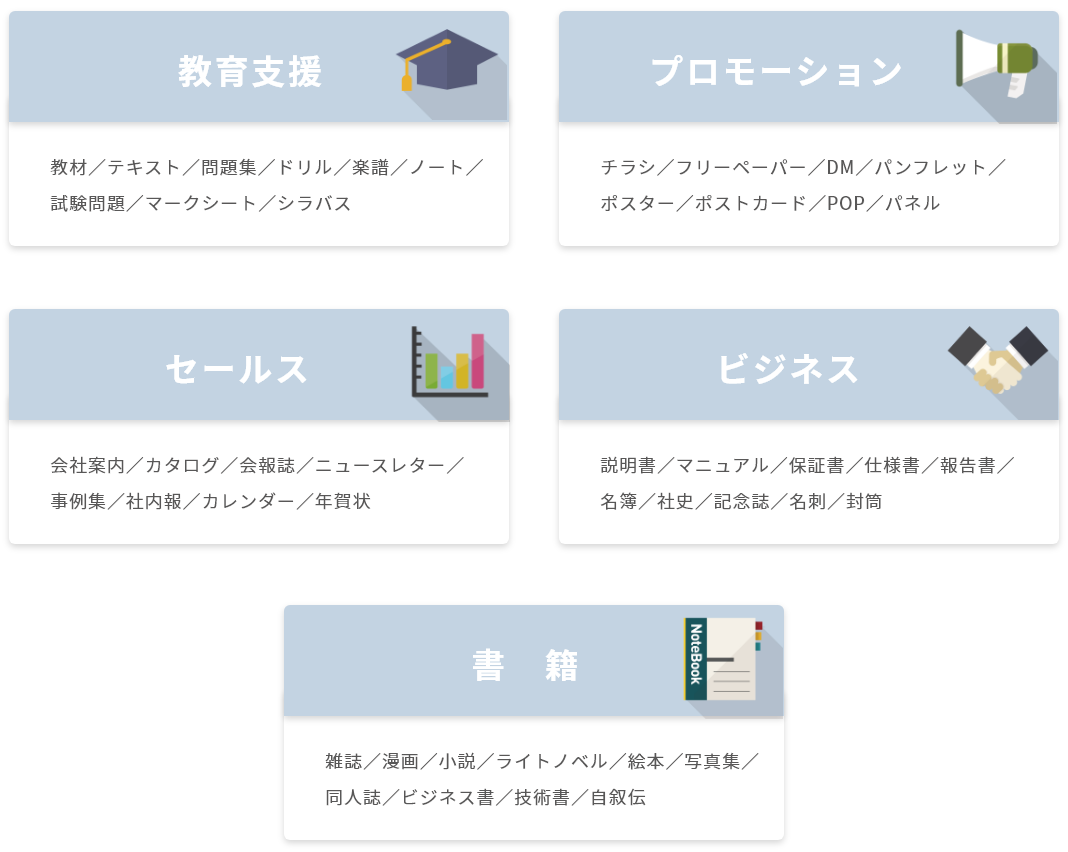 教育支援
教材／テキスト／問題集／ドリル／楽譜／ノート／
試験問題／マークシート／シラバス
プロモーション
チラシ／フリーペーパー／DM／パンフレット／
ポスター／ポストカード／POP／パネル
セールス
会社案内／カタログ／会報誌／ニュースレター／
事例集／社内報／カレンダー／年賀状
ビジネス
説明書／マニュアル／保証書／仕様書／報告書／
名簿／社史／記念誌／名刺／封筒
書　籍
NoteBook
雑誌／漫画／小説／ライトノベル／絵本／写真集／
同人誌／ビジネス書／技術書／自叙伝